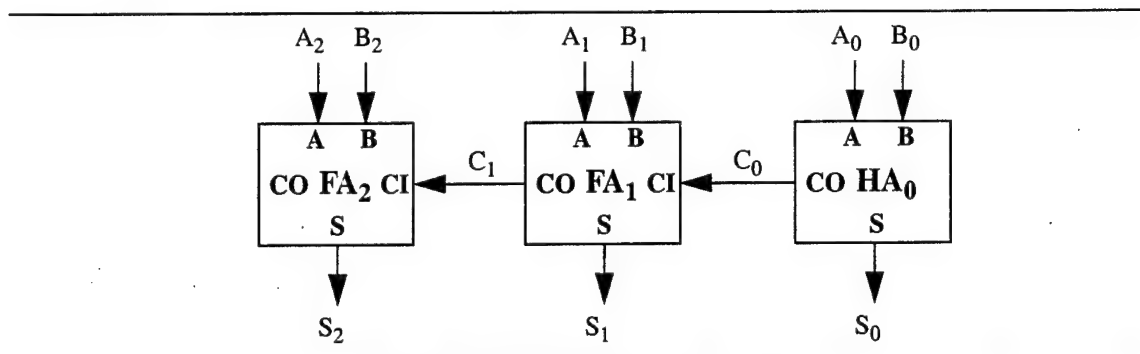 A2 B2 A1 B1 A0 B0
A B A B A B
C1 C0
CO FA2 CI CO FA1 CI CO HA0
S S S
S2 S1 S0